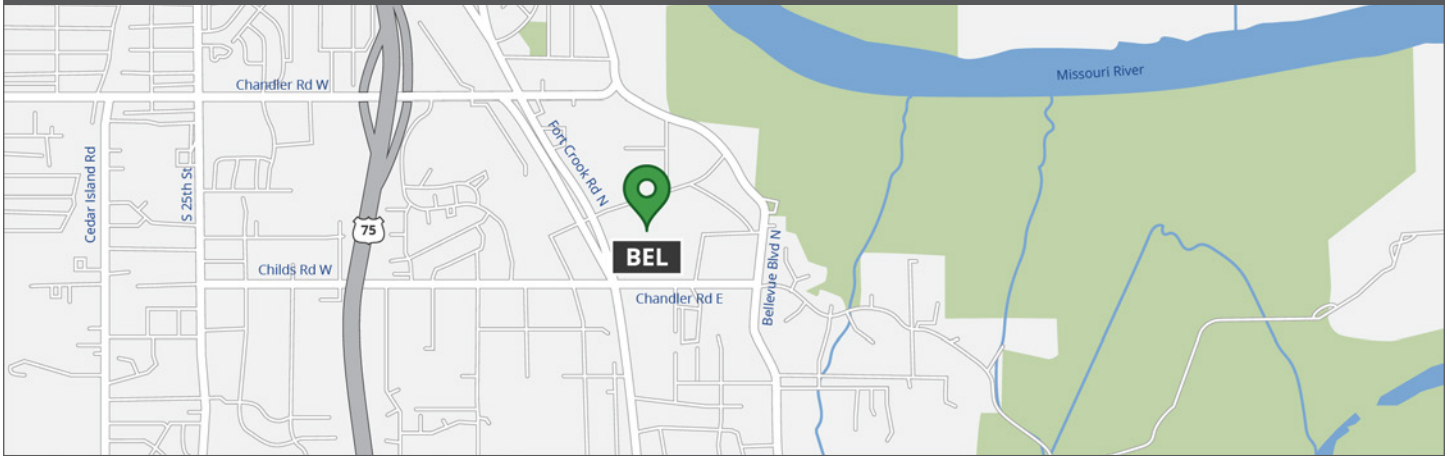 Missouri River
Chandler Rd W
Fort Crook Rd N
Cedar Island Rd
S 25th St
75
BEL
Childs Rd W
Chandler Rd E
Bellevue Blvd N